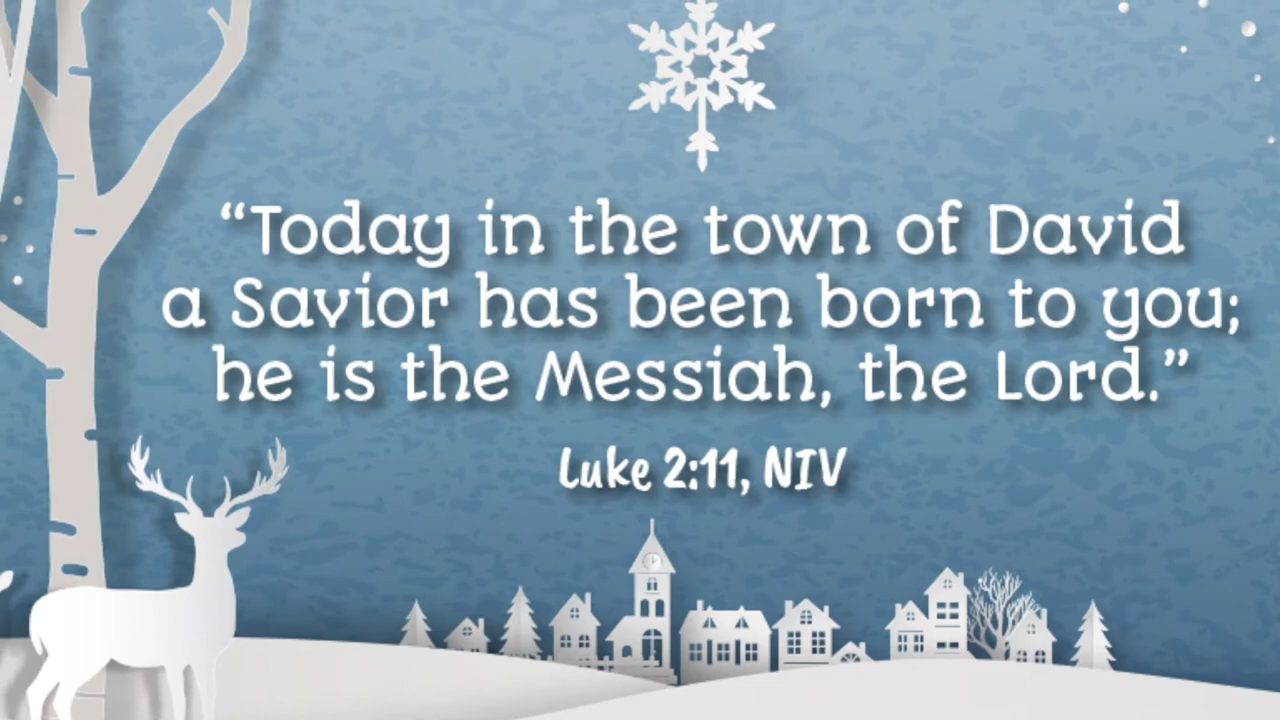 “Today in the town of David
a Savior has been born to you;
he is the Messiah, the Lord.”
Luke 2:11, NIV